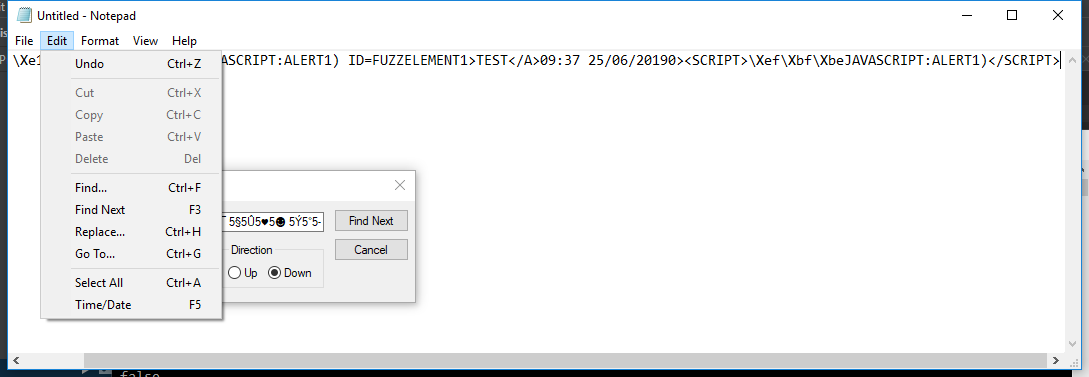 Untitled - Notepad
File Edit Format View Help
\Xe1 ASCRIPT:ALERT1) ID=FUZZELEMENT1>TEST</A>09:37 25/06/20190><SCRIPT>\Xef\Xbf\XbeJAVASCRIPT:ALERT1)</SCRIPT>
Undo Ctrl+Z
Cut Ctrl+X
Copy Ctrl+C
Paste Ctrl+V
Delete Del
Find... Ctrl+F
Find Next F3
Replace... Ctrl+H
Go To... Ctrl+G
Select All Ctrl+A
Time/Date F5
5§5Û5♥5☻ 5Ý5°5-
Find Next
Direction
Cancel
Up Down
false